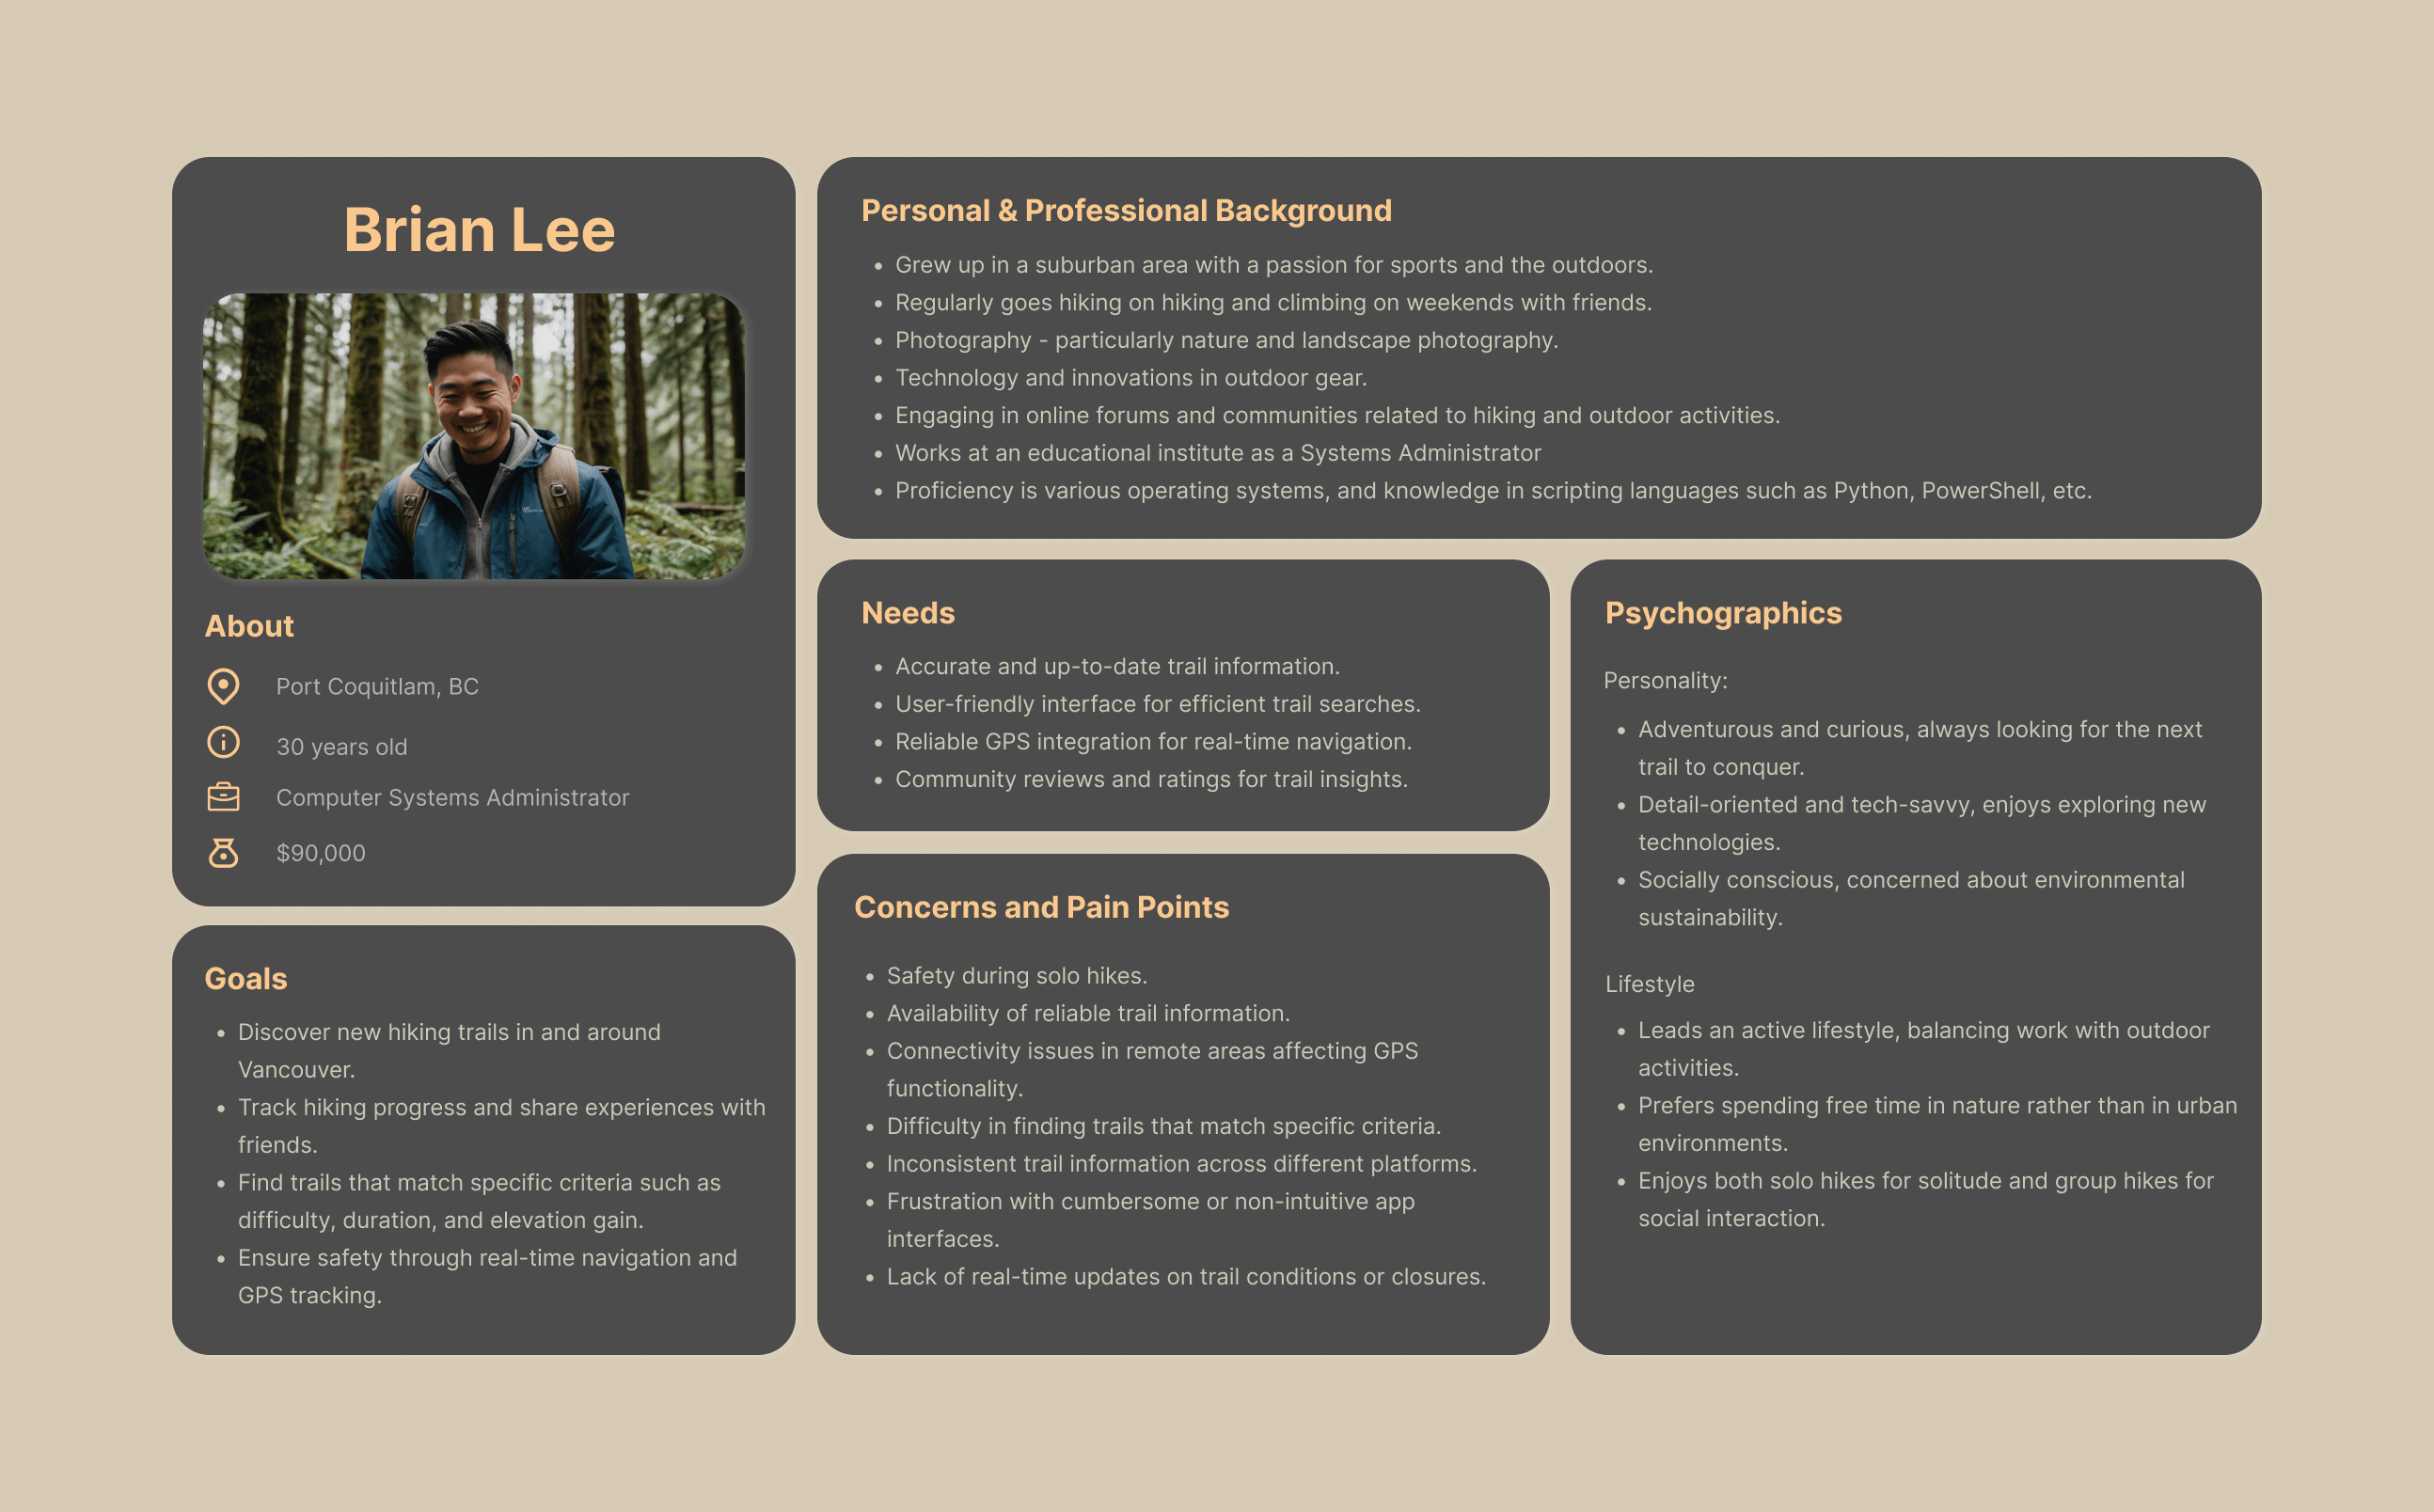 Brian Lee
About
Port Coquitlam, BC
30 years old
Computer Systems Administrator
$90,000
Goals
• Discover new hiking trails in and around
Vancouver.
• Track hiking progress and share experiences with
friends.
• Find trails that match specific criteria such as
difficulty, duration, and elevation gain.
• Ensure safety through real-time navigation and
GPS tracking.
Personal & Professional Background
• Grew up in a suburban area with a passion for sports and the outdoors.
• Regularly goes hiking on hiking and climbing on weekends with friends.
• Photography - particularly nature and landscape photography.
• Technology and innovations in outdoor gear.
• Engaging in online forums and communities related to hiking and outdoor activities.
• Works at an educational institute as a Systems Administrator
• Proficiency is various operating systems, and knowledge in scripting languages such as Python, PowerShell, etc.
Needs
• Accurate and up-to-date trail information.
• User-friendly interface for efficient trail searches.
• Reliable GPS integration for real-time navigation.
• Community reviews and ratings for trail insights.
Concerns and Pain Points
• Safety during solo hikes.
• Availability of reliable trail information.
• Connectivity issues in remote areas affecting GPS
functionality.
• Difficulty in finding trails that match specific criteria.
• Inconsistent trail information across different platforms.
• Frustration with cumbersome or non-intuitive app
interfaces.
• Lack of real-time updates on trail conditions or closures.
Psychographics
Personality:
• Adventurous and curious, always looking for the next
trail to conquer.
• Detail-oriented and tech-savvy, enjoys exploring new
technologies.
• Socially conscious, concerned about environmental
sustainability.
Lifestyle
• Leads an active lifestyle, balancing work with outdoor
activities.
• Prefers spending free time in nature rather than in urban
environments.
• Enjoys both solo hikes for solitude and group hikes for
social interaction.